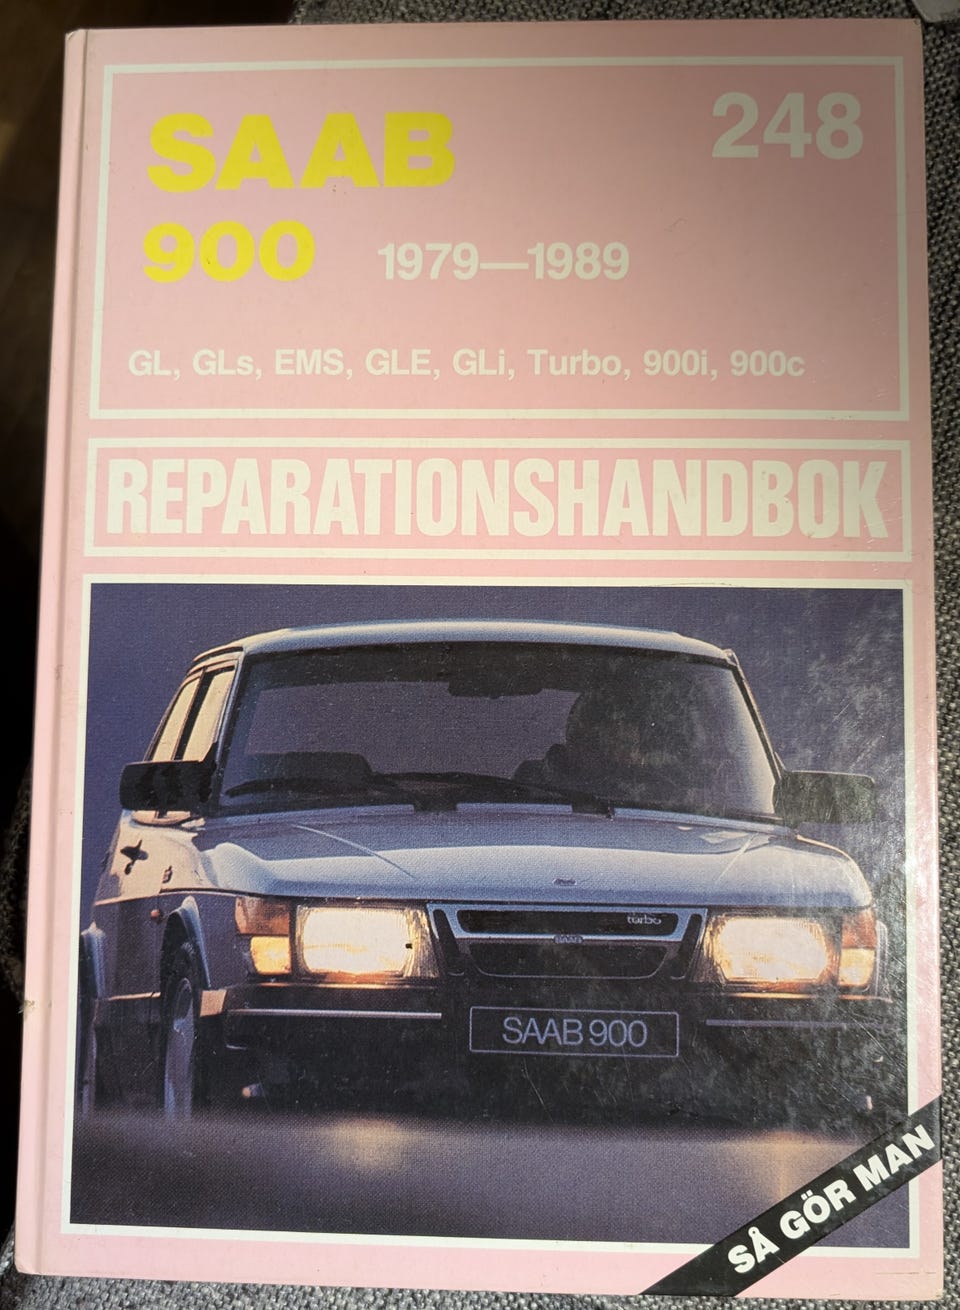 SAAB
248
900 1979—1989
GL, GLs, EMS, GLE, GLi, Turbo, 900i, 900c
REPARATIONSHANDBOK
turbo
SAAB
SAAB 900
SÅ GÖR MAN